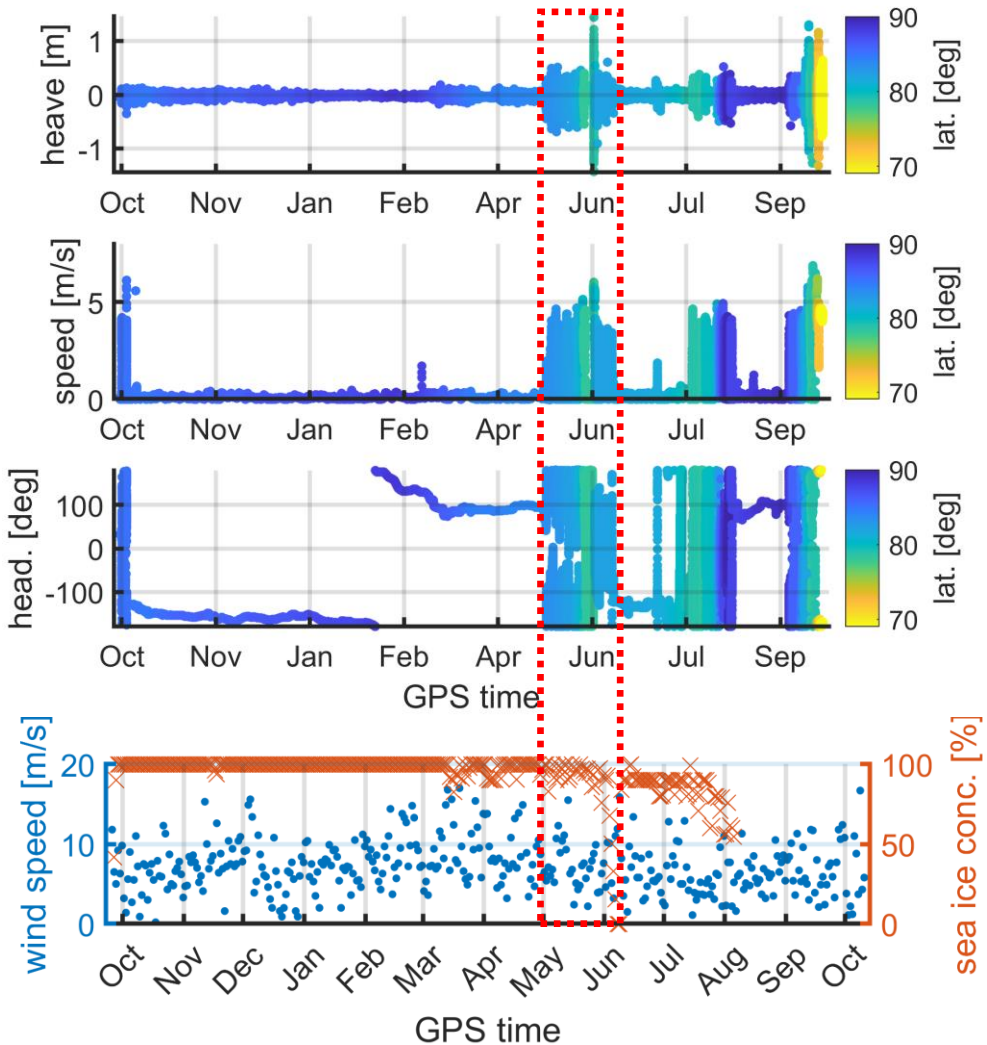 heave [m]
1
0
-1
Oct Nov Jan Feb Apr Jun Jul Sep
90
80
70
lat. [deg]
speed [m/s]
5
0
Oct Nov Jan Feb Apr Jun Jul Sep
90
80
70
lat. [deg]
head. [deg]
100
0
-100
Oct Nov Jan Feb Apr Jun Jul Sep
GPS time
90
80
70
lat. [deg]
wind speed [m/s]
20
10
0
100
50
0
sea ice conc. [%]
Oct Nov Dec Jan Feb Mar Apr May Jun Jul Aug Sep Oct
GPS time